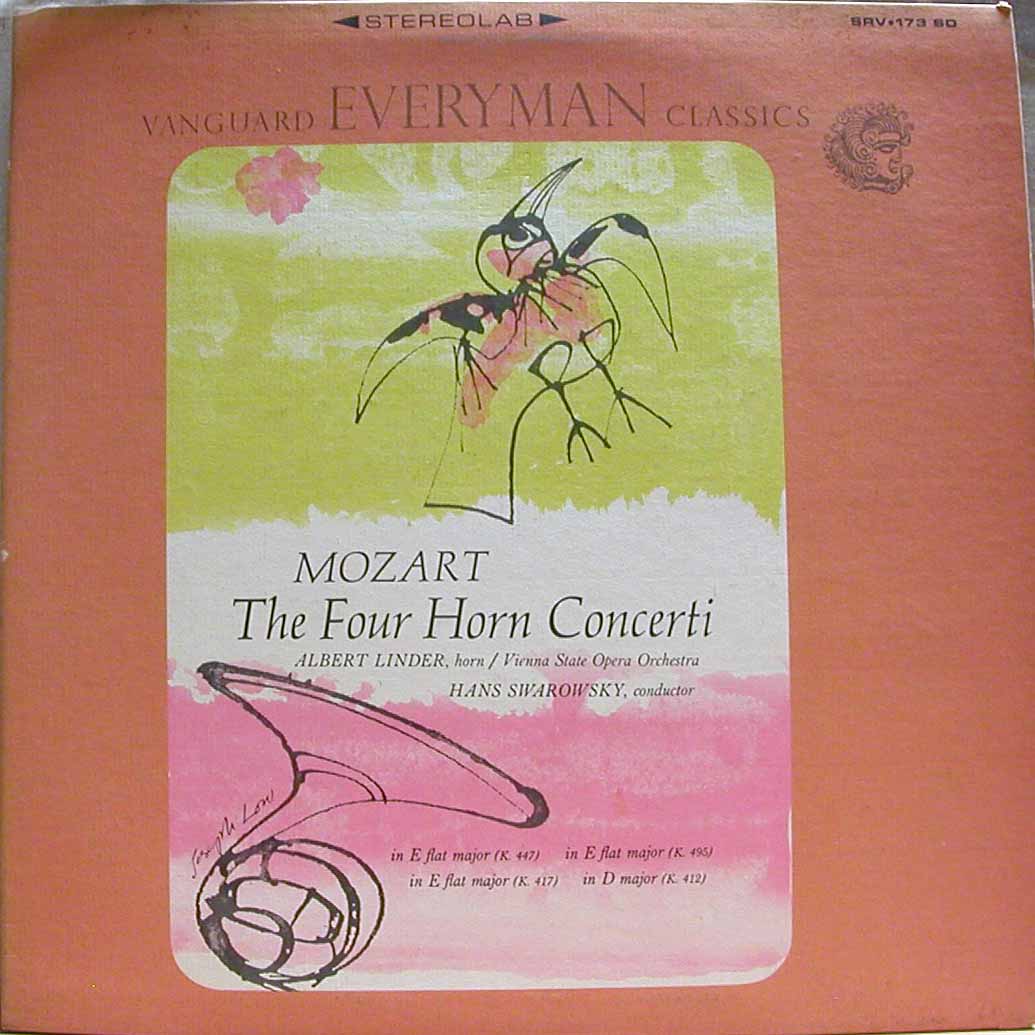 STEREOLAB
SRV•173 SD
VANGUARD EVERYMAN CLASSICS
MOZART
The Four Horn Concerti
ALBERT LINDER, horn / Vienna State Opera Orchestra
HANS SWAROWSKY, conductor
Joseph Low
in E flat major (K. 447) in E flat major (K. 495)
in E flat major (K. 417) in D major (K. 412)